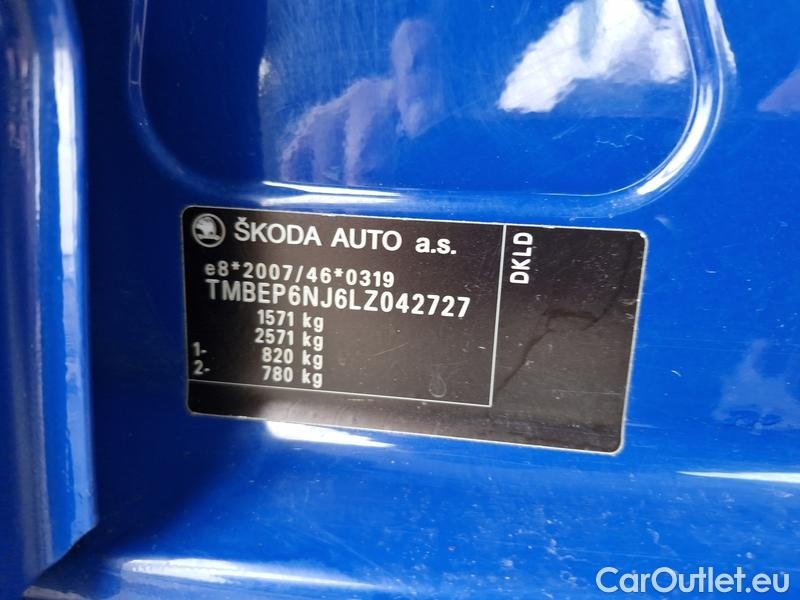 ŠKODA AUTO a.s.
e8*2007/46*0319
TMBEP6NJ6LZ042727
1571 kg
2571 kg
1- 820 kg
2- 780 kg
DKLD
CarOutlet.eu